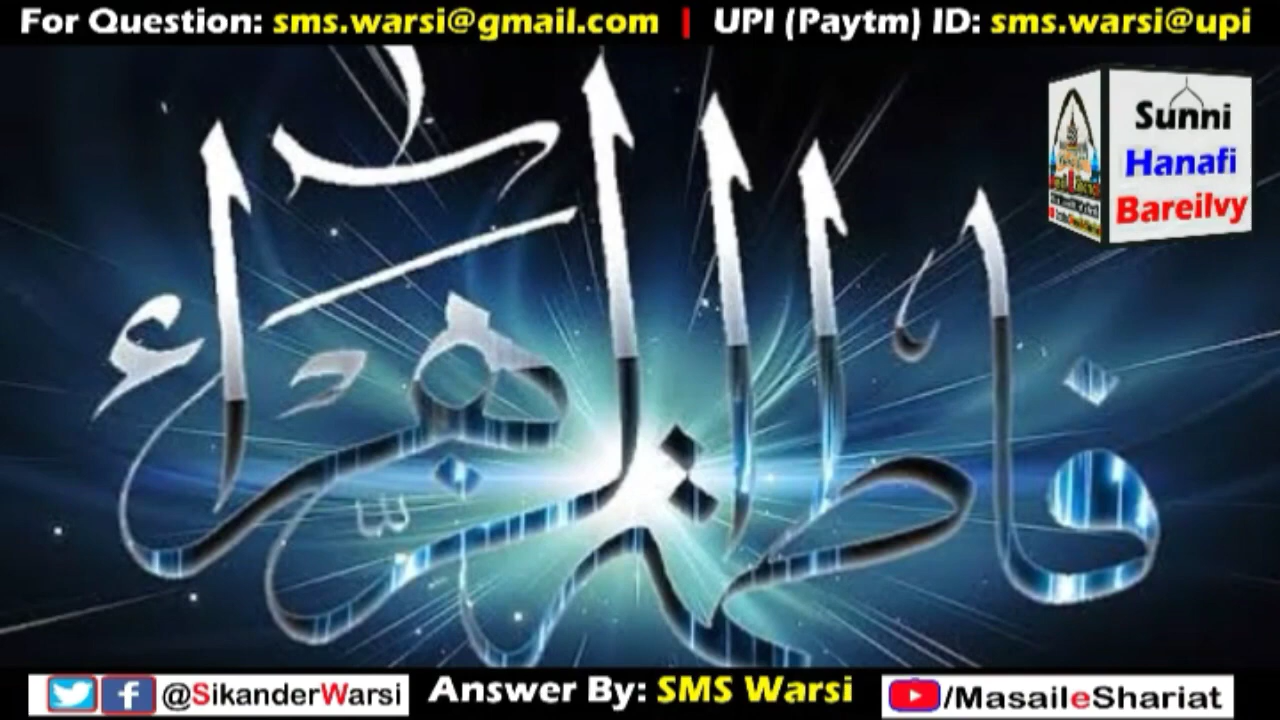 For Question: sms.warsi@gmail.com | UPI (Paytm) ID: sms.warsi@upi
Sunni
Hanafi
Bareilvy
فاطمة الزهراء
@SikanderWarsi
Answer By: SMS Warsi
/MasaileShariat